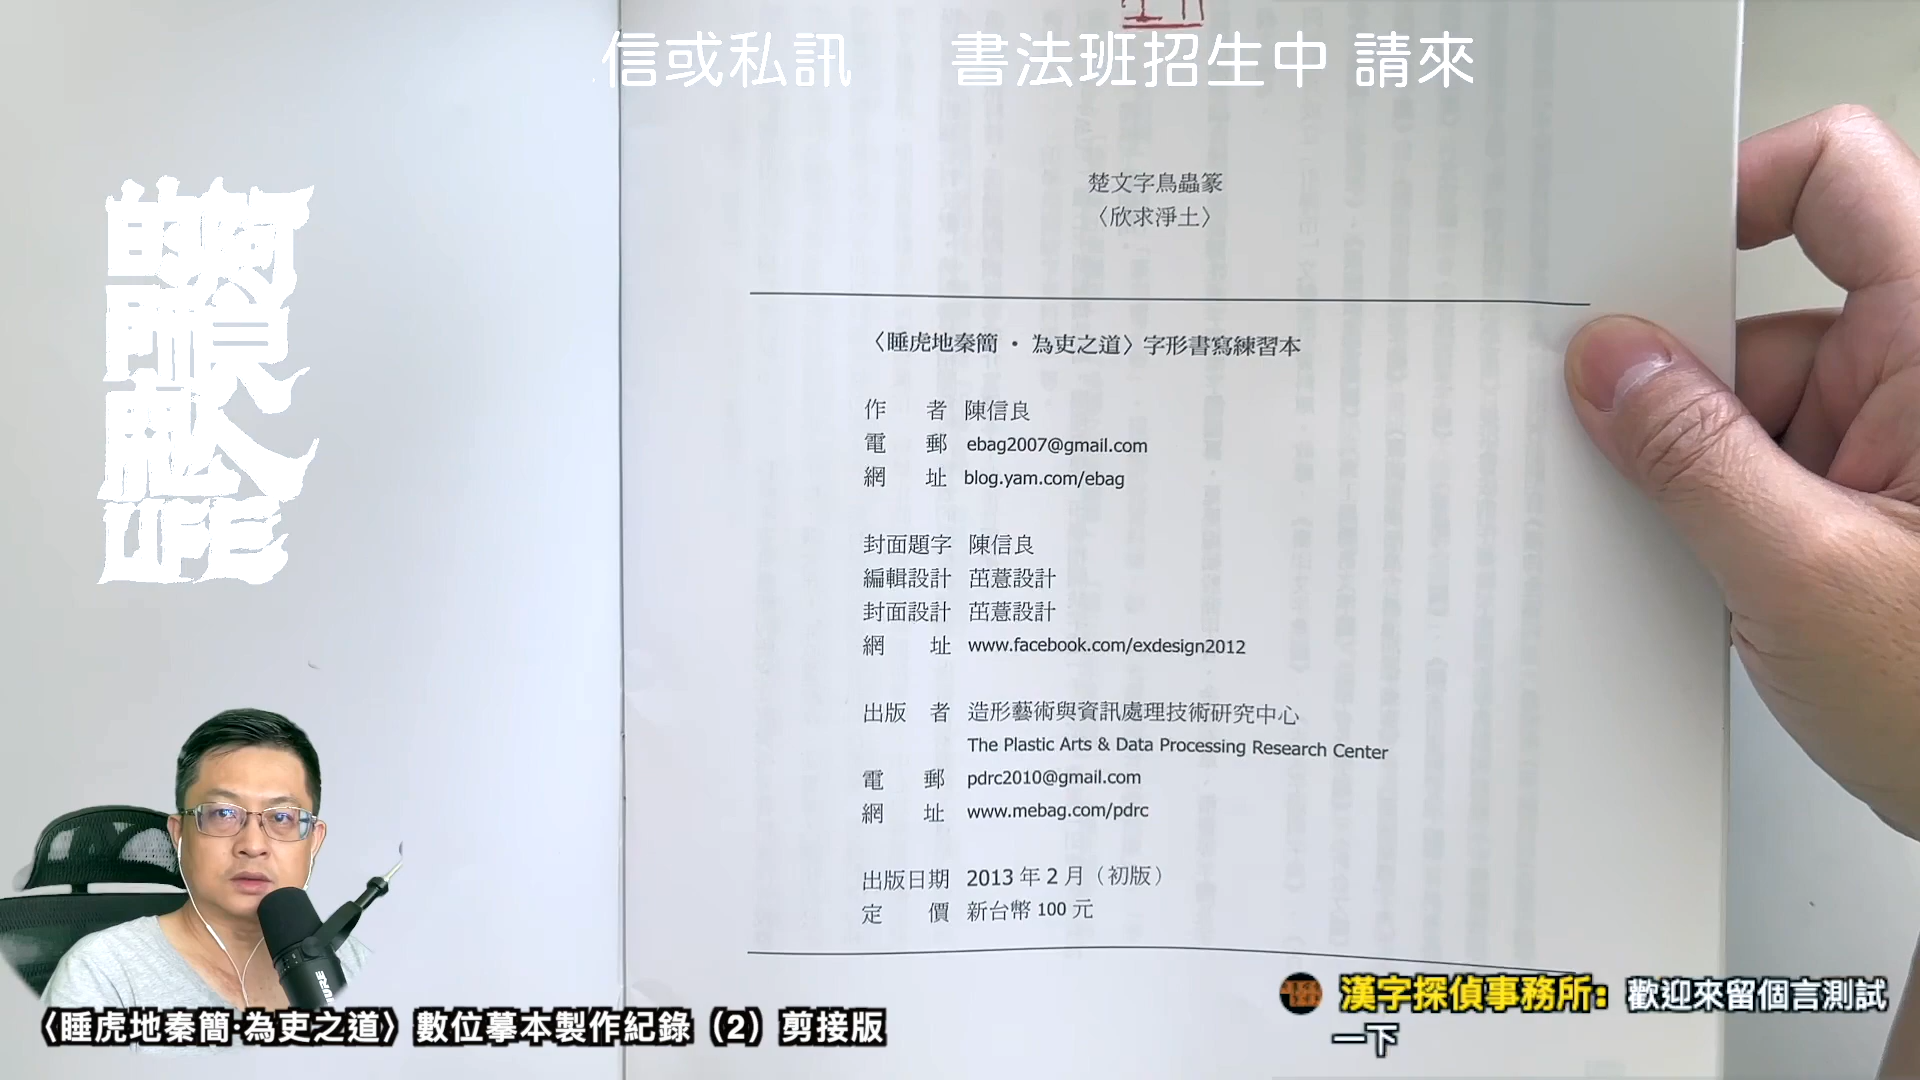 信或私訊 書法班招生中 請來
楚文字鳥蟲篆
〈欣求淨土〉
〈睡虎地秦簡・為吏之道〉字形書寫練習本
作者 陳信良
電郵 ebag2007@gmail.com
網址 blog.yam.com/ebag
封面題字 陳信良
編輯設計 茁薏設計
封面設計 茁薏設計
網址 www.facebook.com/exdesign2012
出版者 造形藝術與資訊處理技術研究中心
The Plastic Arts & Data Processing Research Center
電郵 pdrc2010@gmail.com
網址 www.mebag.com/pdrc
出版日期 2013 年 2 月（初版）
定價 新台幣 100 元
LIFE
SHURE
〈睡虎地秦簡·為吏之道〉數位摹本製作紀錄（2）剪接版
漢字探偵事務所：歡迎來留個言測試
一下